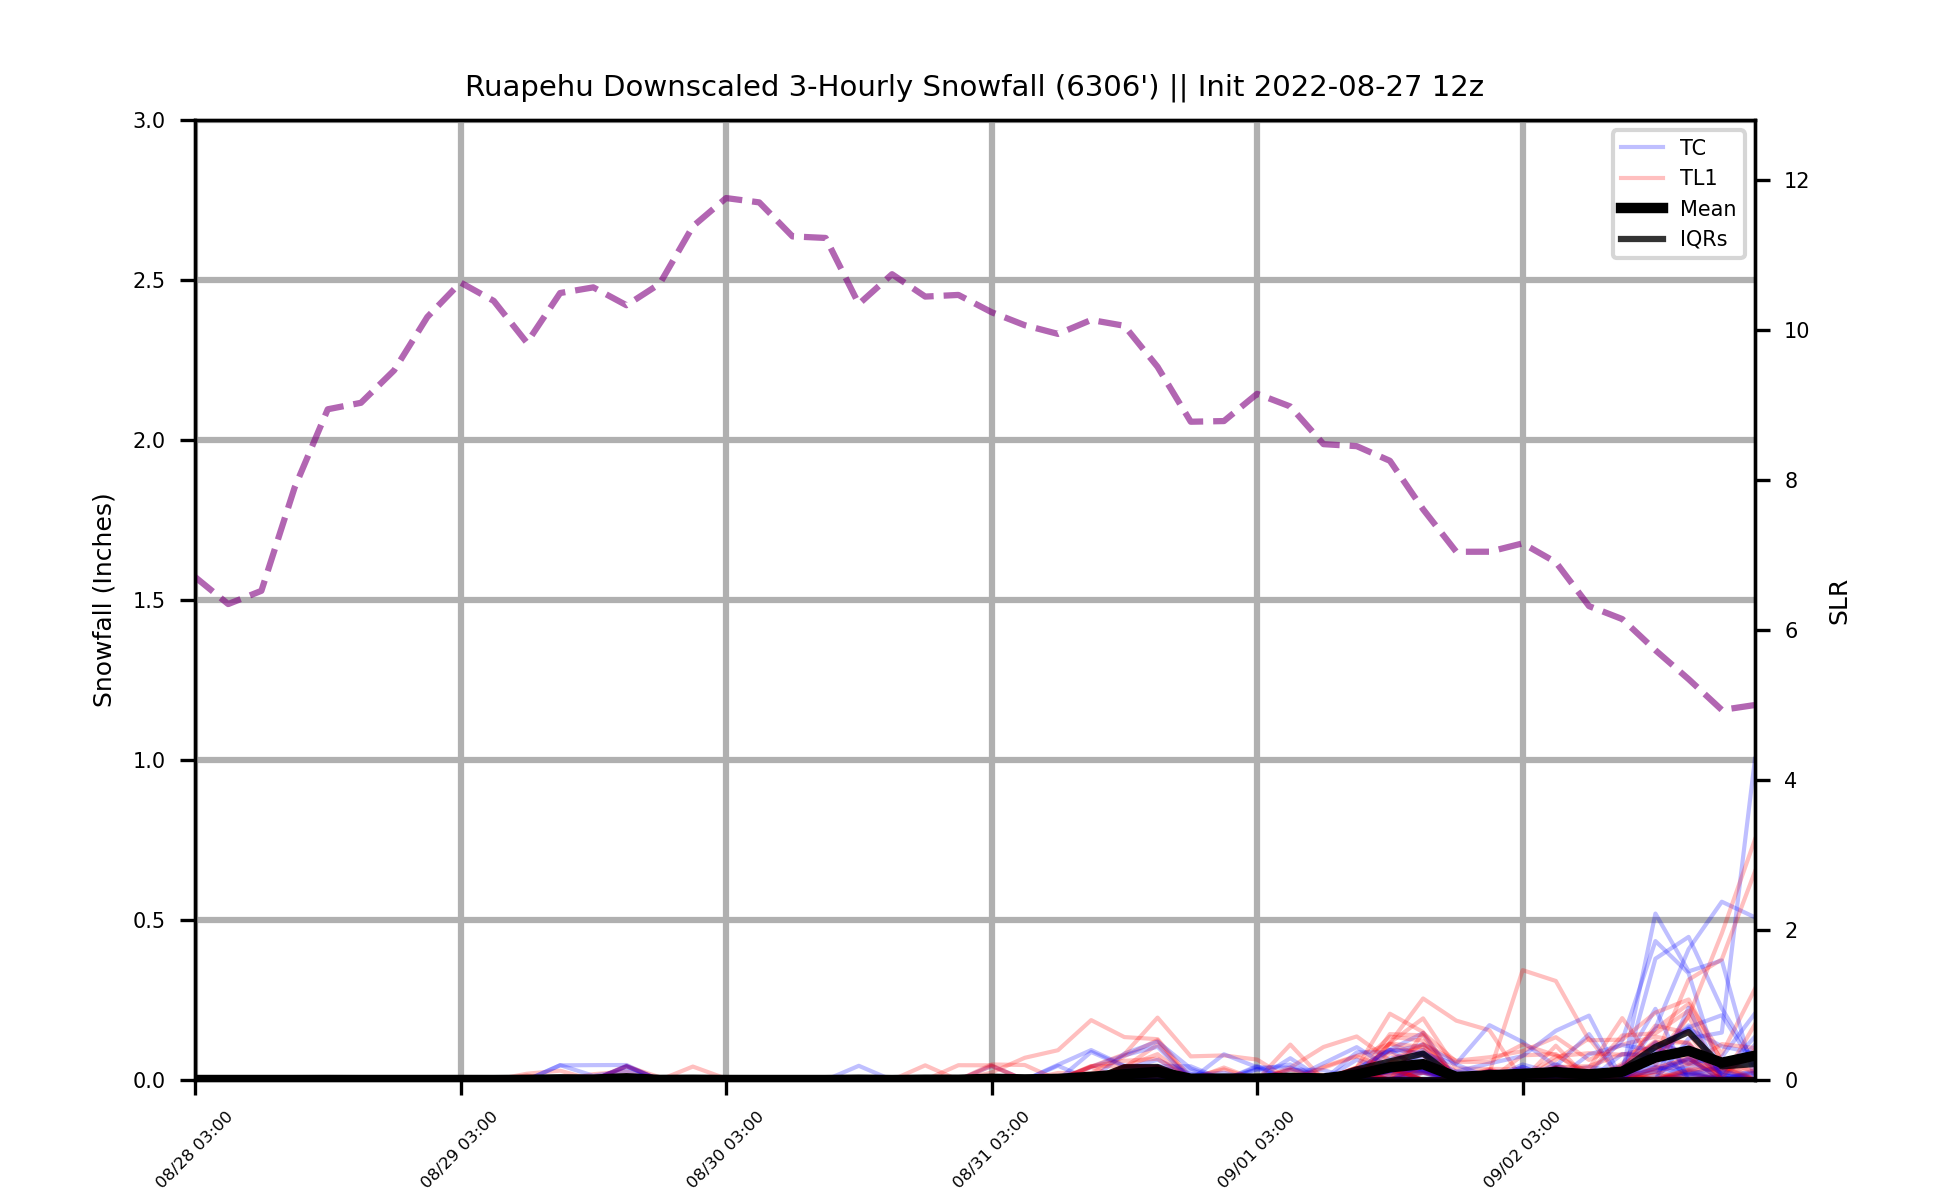 Ruapehu Downscaled 3-Hourly Snowfall (6306') || Init 2022-08-27 12z
TC
TL1
Mean
IQRs
Snowfall (Inches)
3.0
2.5
2.0
1.5
1.0
0.5
0.0
12
10
8
6
4
2
0
SLR
08/28 03:00
08/29 03:00
08/30 03:00
08/31 03:00
09/01 03:00
09/02 03:00